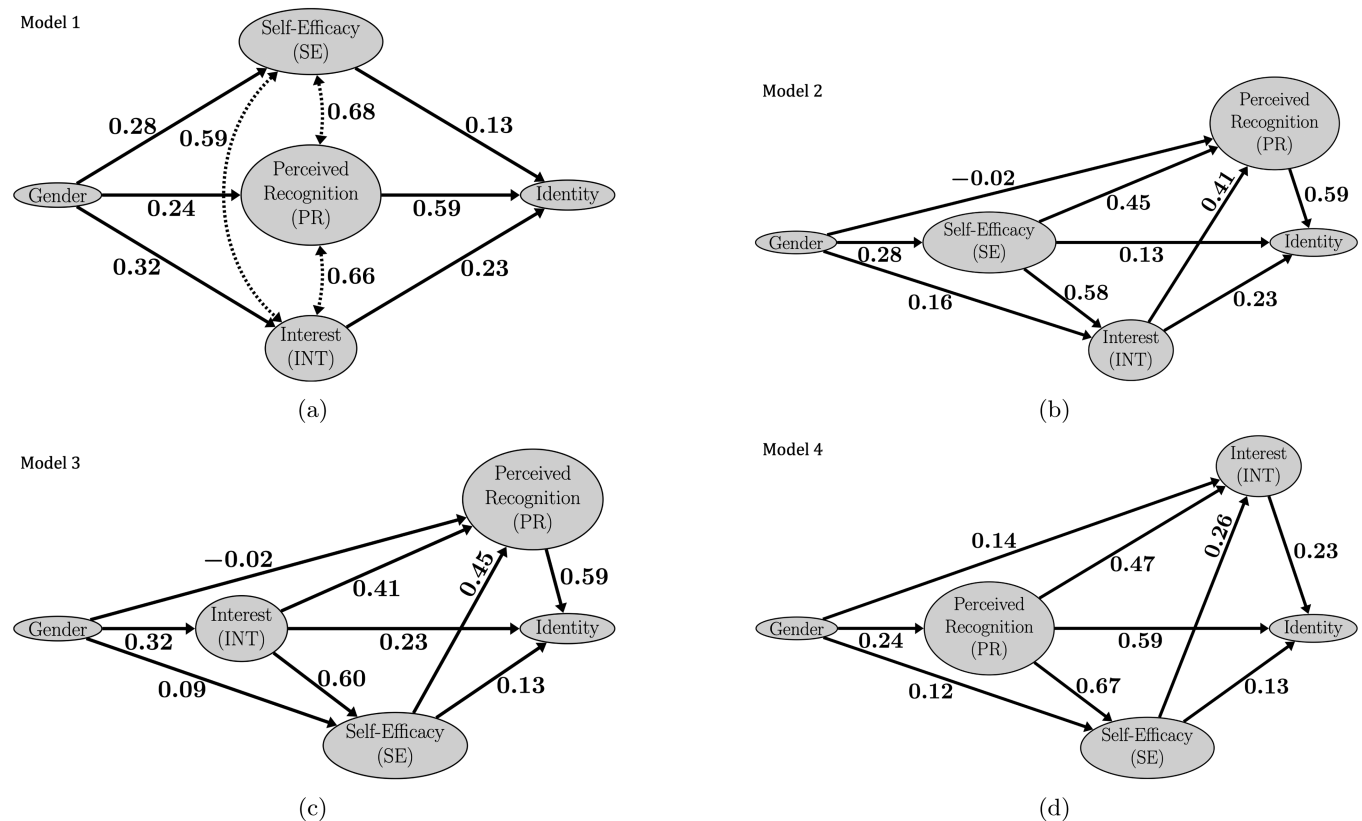 Model 1
Self-Efficacy
(SE)
0.28
0.59
0.68
0.13
Perceived
Recognition
(PR)
Gender
0.24
0.59
Identity
0.32
0.66
0.23
Interest
(INT)
(a)
Model 2
Perceived
Recognition
(PR)
−0.02
0.45
0.41
0.59
Gender
0.28
Self-Efficacy
(SE)
0.13
Identity
0.16
0.58
0.23
Interest
(INT)
(b)
Model 3
Perceived
Recognition
(PR)
−0.02
0.41
0.45
0.59
Gender
0.32
Interest
(INT)
0.23
Identity
0.09
0.60
0.13
Self-Efficacy
(SE)
(c)
Model 4
Interest
(INT)
0.14
0.47
0.26
0.23
Gender
0.24
Perceived
Recognition
(PR)
0.59
Identity
0.12
0.67
0.13
Self-Efficacy
(SE)
(d)